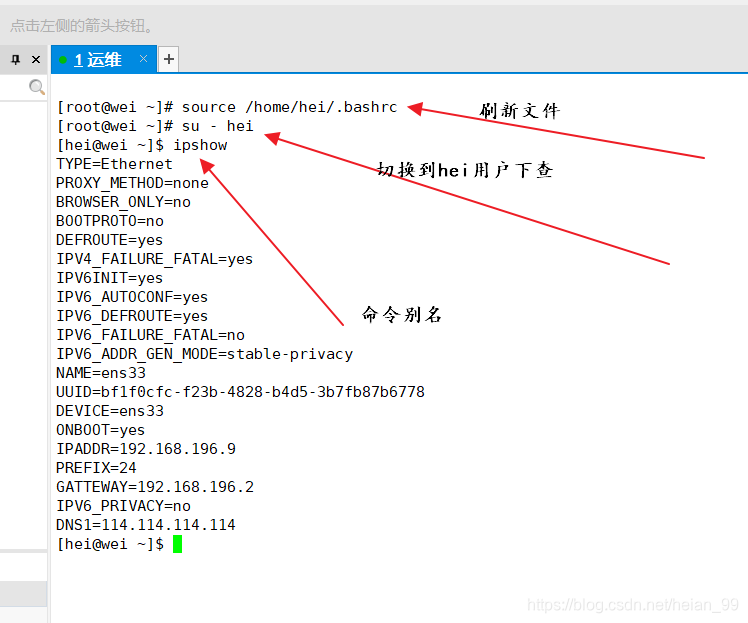 点击左侧的箭头按钮。
1 运维
[root@wei ~]# source /home/hei/.bashrc
刷新文件
[root@wei ~]# su - hei
[hei@wei ~]$ ipshow
切换到hei用户下查
TYPE=Ethernet
PROXY_METHOD=none
BROWSER_ONLY=no
BOOTPROTO=no
DEFROUTE=yes
IPV4_FAILURE_FATAL=yes
IPV6INIT=yes
IPV6_AUTOCONF=yes
IPV6_DEFROUTE=yes
命令别名
IPV6_FAILURE_FATAL=no
IPV6_ADDR_GEN_MODE=stable-privacy
NAME=ens33
UUID=bf1f0cfc-f23b-4828-b4d5-3b7fb87b6778
DEVICE=ens33
ONBOOT=yes
IPADDR=192.168.196.9
PREFIX=24
GATTEWAY=192.168.196.2
IPV6_PRIVACY=no
DNS1=114.114.114.114
[hei@wei ~]$
https://blog.csdn.net/heian_99